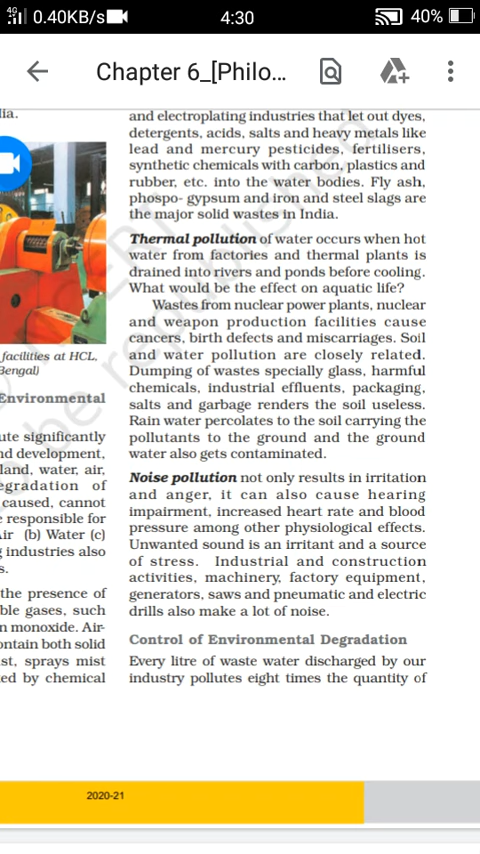 4G 0.40KB/s 4:30 40%
Chapter 6_[Philo...
dia.
facilities at HCL,
Bengal)
Environmental
ute significantly
nd development,
land, water, air,
egradation of
caused, cannot
e responsible for
Air (b) Water (c)
g industries also
s.
the presence of
ble gases, such
n monoxide. Air-
ontain both solid
st, sprays mist
ed by chemical
and electroplating industries that let out dyes,
detergents, acids, salts and heavy metals like
lead and mercury pesticides, fertilisers,
synthetic chemicals with carbon, plastics and
rubber, etc. into the water bodies. Fly ash,
phospo- gypsum and iron and steel slags are
the major solid wastes in India.
Thermal pollution of water occurs when hot
water from factories and thermal plants is
drained into rivers and ponds before cooling.
What would be the effect on aquatic life?
Wastes from nuclear power plants, nuclear
and weapon production facilities cause
cancers, birth defects and miscarriages. Soil
and water pollution are closely related.
Dumping of wastes specially glass, harmful
chemicals, industrial effluents, packaging,
salts and garbage renders the soil useless.
Rain water percolates to the soil carrying the
pollutants to the ground and the ground
water also gets contaminated.
Noise pollution not only results in irritation
and anger, it can also cause hearing
impairment, increased heart rate and blood
pressure among other physiological effects.
Unwanted sound is an irritant and a source
of stress. Industrial and construction
activities, machinery, factory equipment,
generators, saws and pneumatic and electric
drills also make a lot of noise.
Control of Environmental Degradation
Every litre of waste water discharged by our
industry pollutes eight times the quantity of
2020-21